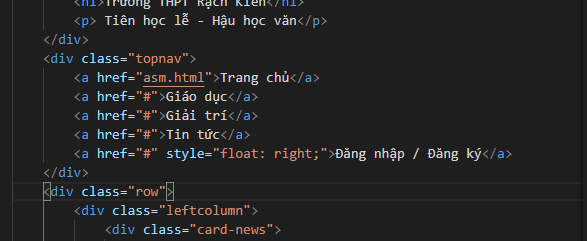 <h1>Trường THPT Rạch Kiến</h1>
<p> Tiên học lễ - Hậu học văn</p>
</div>
<div class="topnav">
<a href="asm.html">Trang chủ</a>
<a href="#">Giáo dục</a>
<a href="#">Giải trí</a>
<a href="#">Tin tức</a>
<a href="#" style="float: right;">Đăng nhập / Đăng ký</a>
</div>
<div class="row">
<div class="leftcolumn">
<div class="card-news">